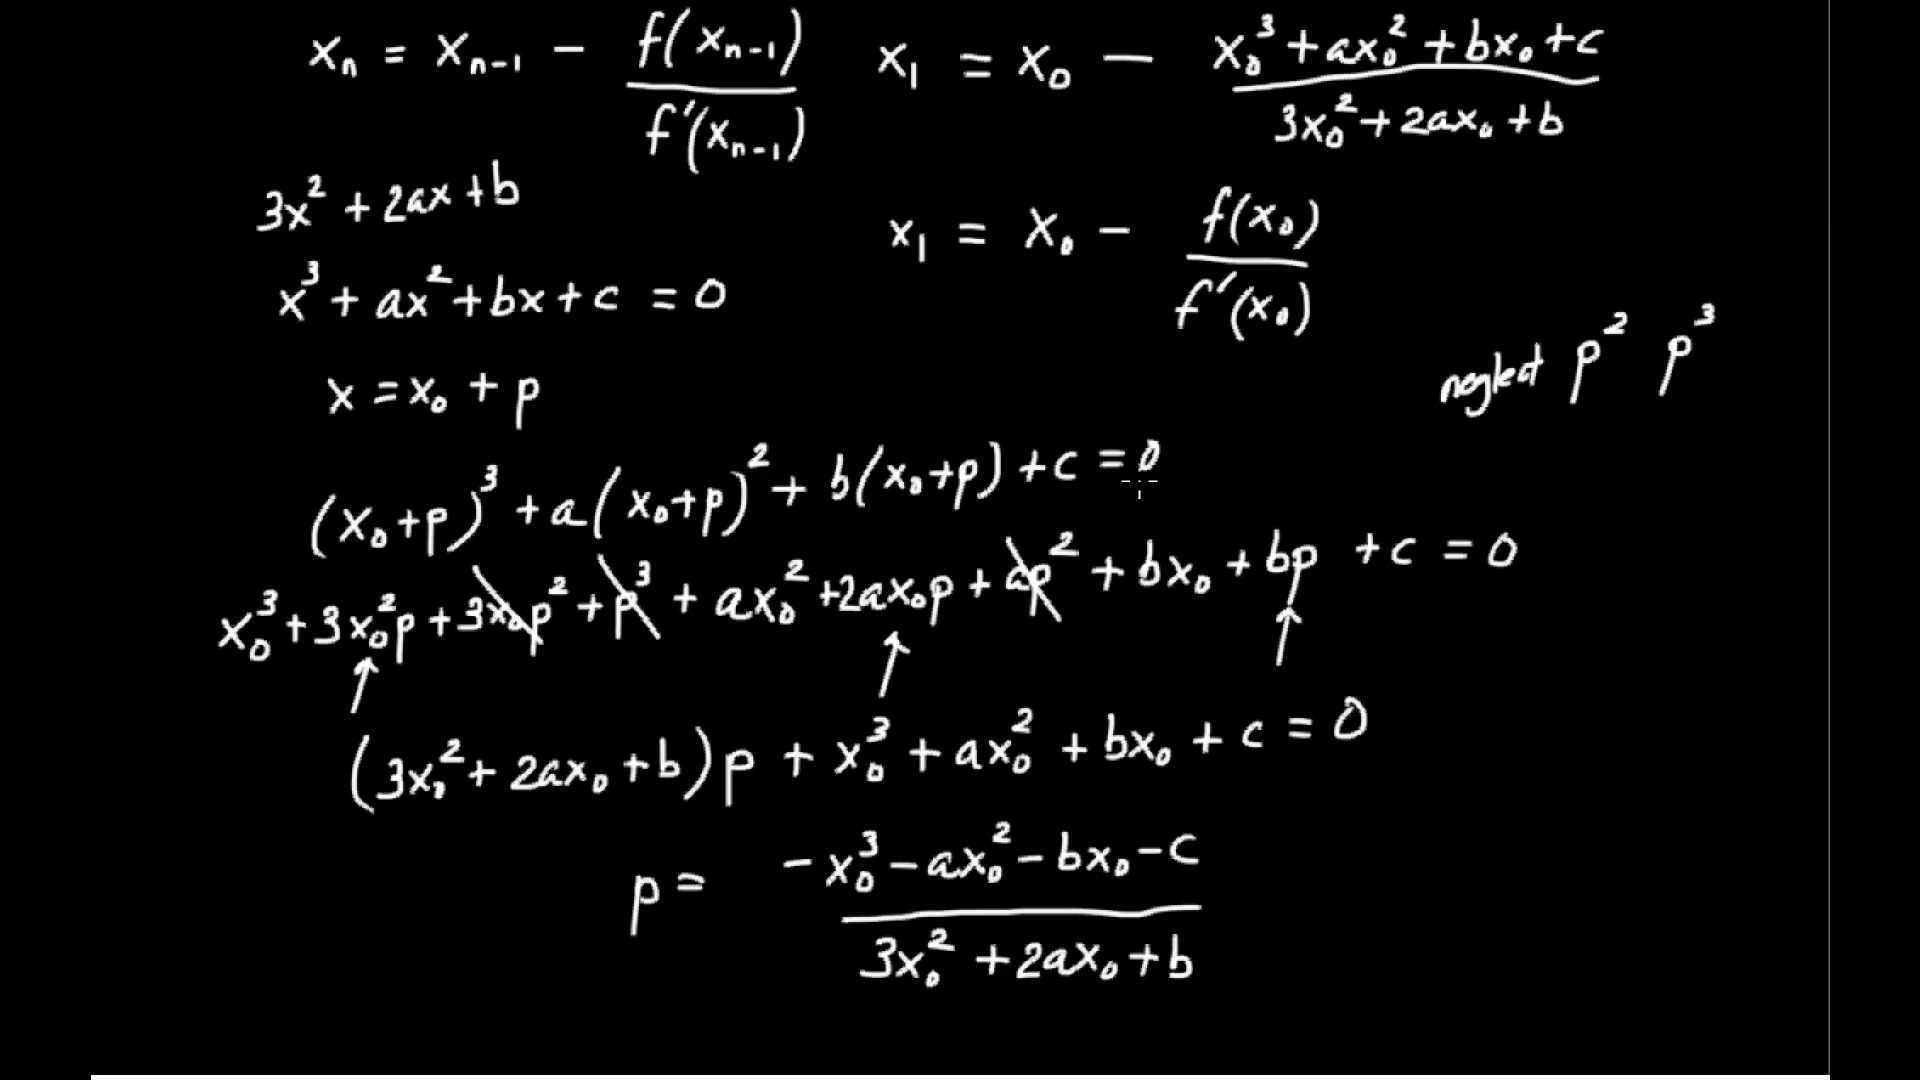 xₙ = xₙ₋₁ − f(xₙ₋₁)/f′(xₙ₋₁)
x₁ = x₀ − (x₀³ + ax₀² + bx₀ + c)/(3x₀² + 2ax₀ + b)
3x² + 2ax + b
x₁ = x₀ − f(x₀)/f′(x₀)
x³ + ax² + bx + c = 0
neglect p² p³
x = x₀ + p
(x₀+p)³ + a(x₀+p)² + b(x₀+p) + c = 0
x₀³ + 3x₀²p + 3x₀p² + p³ + ax₀² + 2ax₀p + ap² + bx₀ + bp + c = 0
(3x₀² + 2ax₀ + b)p + x₀³ + ax₀² + bx₀ + c = 0
p = (−x₀³ − ax₀² − bx₀ − c)/(3x₀² + 2ax₀ + b)